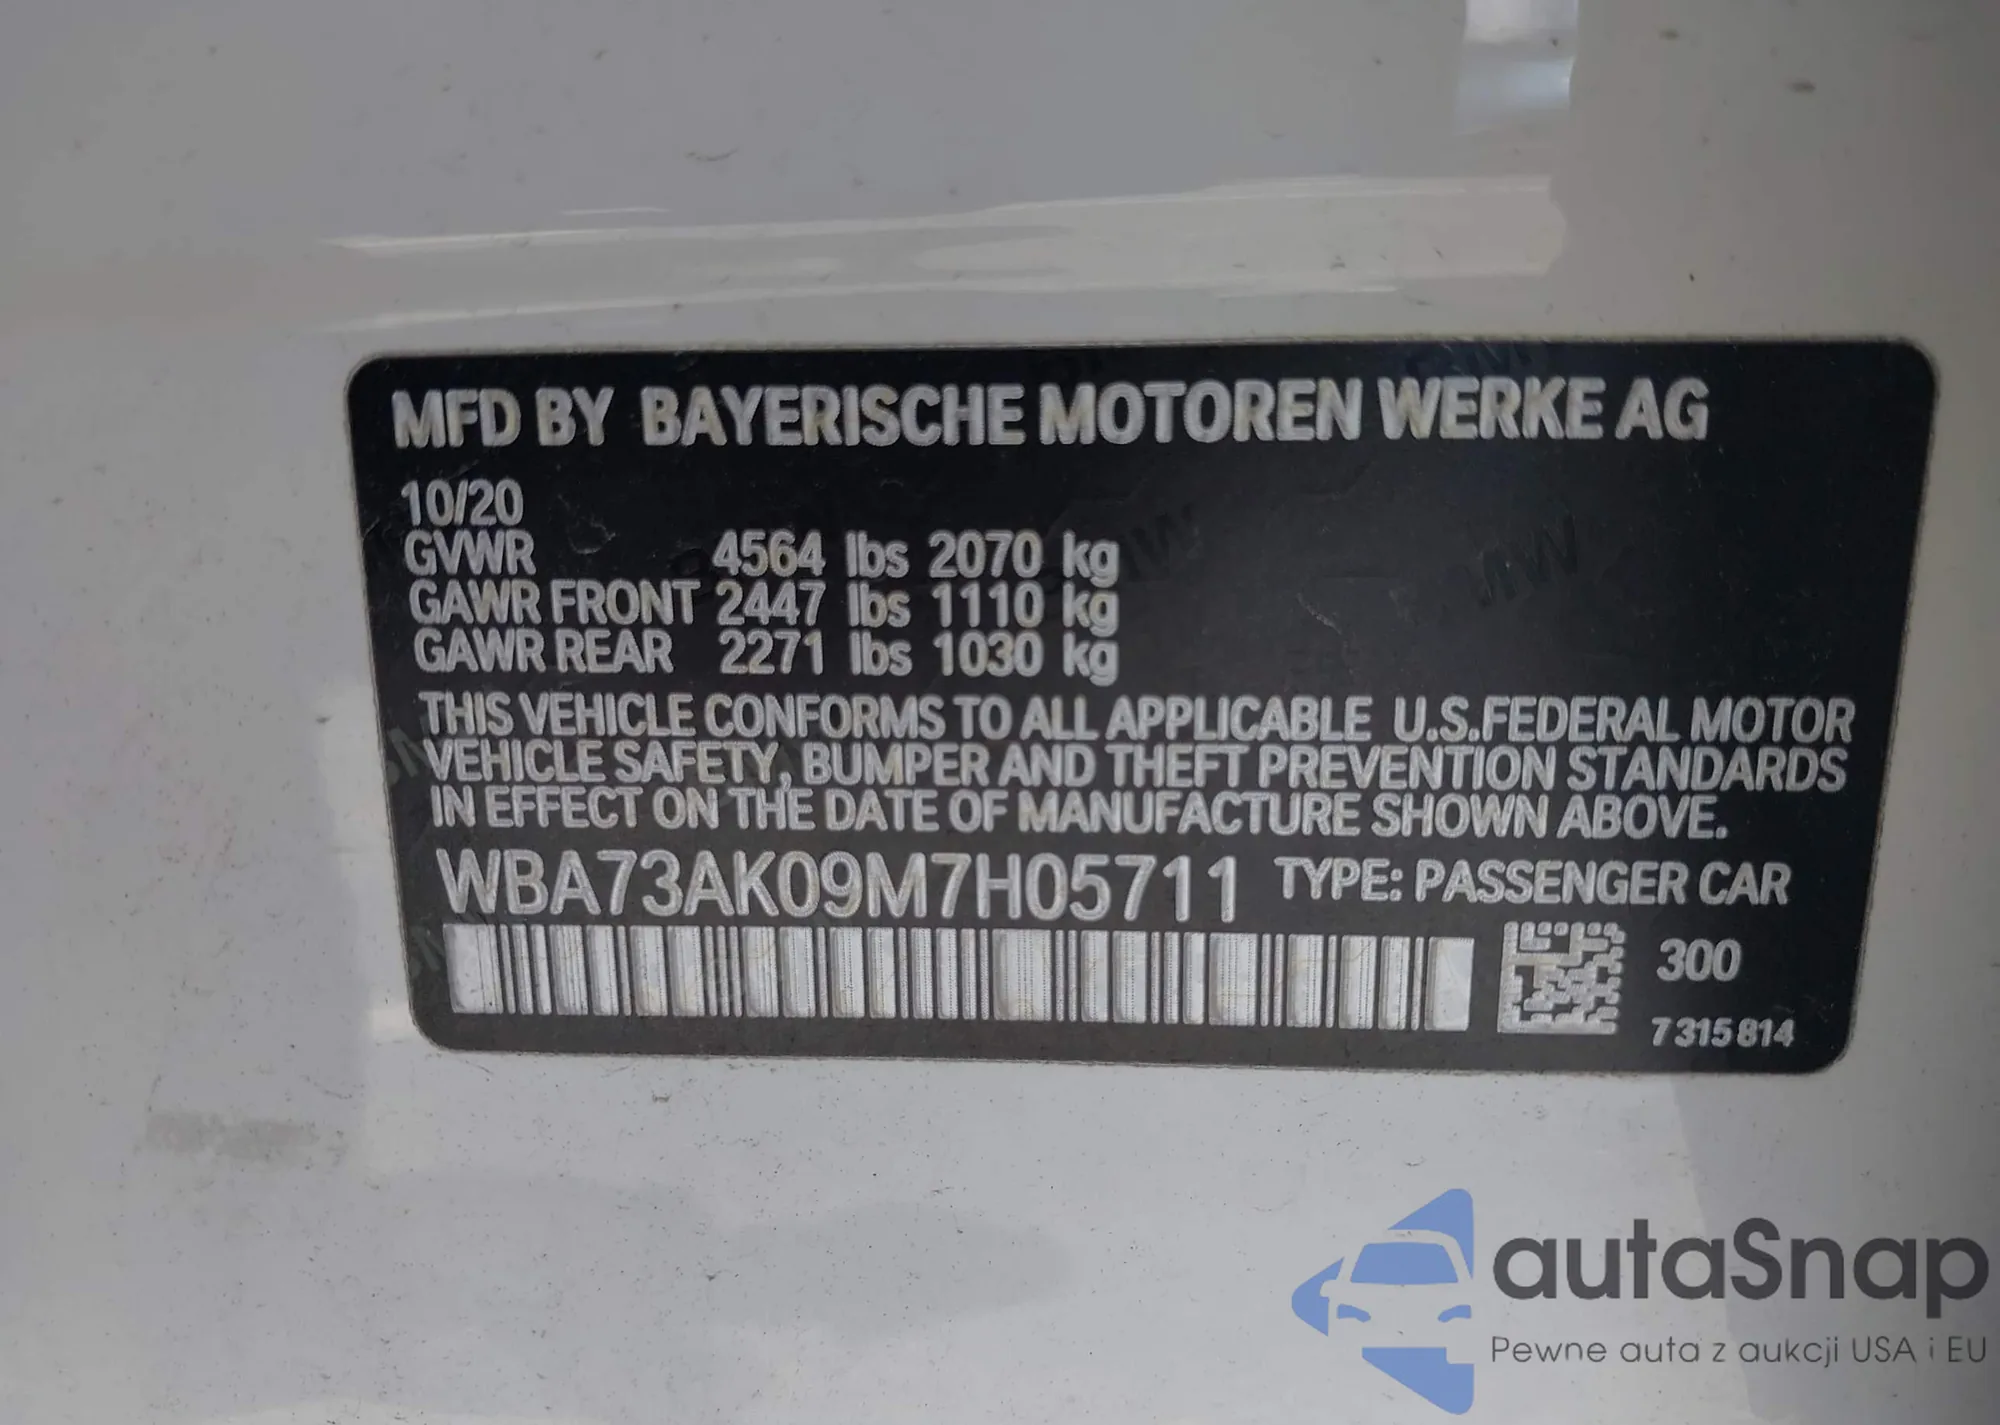 MFD BY BAYERISCHE MOTOREN WERKE AG
10/20
GVWR 4564 lbs 2070 kg
GAWR FRONT 2447 lbs 1110 kg
GAWR REAR 2271 lbs 1030 kg
THIS VEHICLE CONFORMS TO ALL APPLICABLE U.S.FEDERAL MOTOR
VEHICLE SAFETY, BUMPER AND THEFT PREVENTION STANDARDS
IN EFFECT ON THE DATE OF MANUFACTURE SHOWN ABOVE.
WBA73AK09M7H05711 TYPE: PASSENGER CAR
300
7315814
autaSnap
Pewne auta z aukcji USA i EU